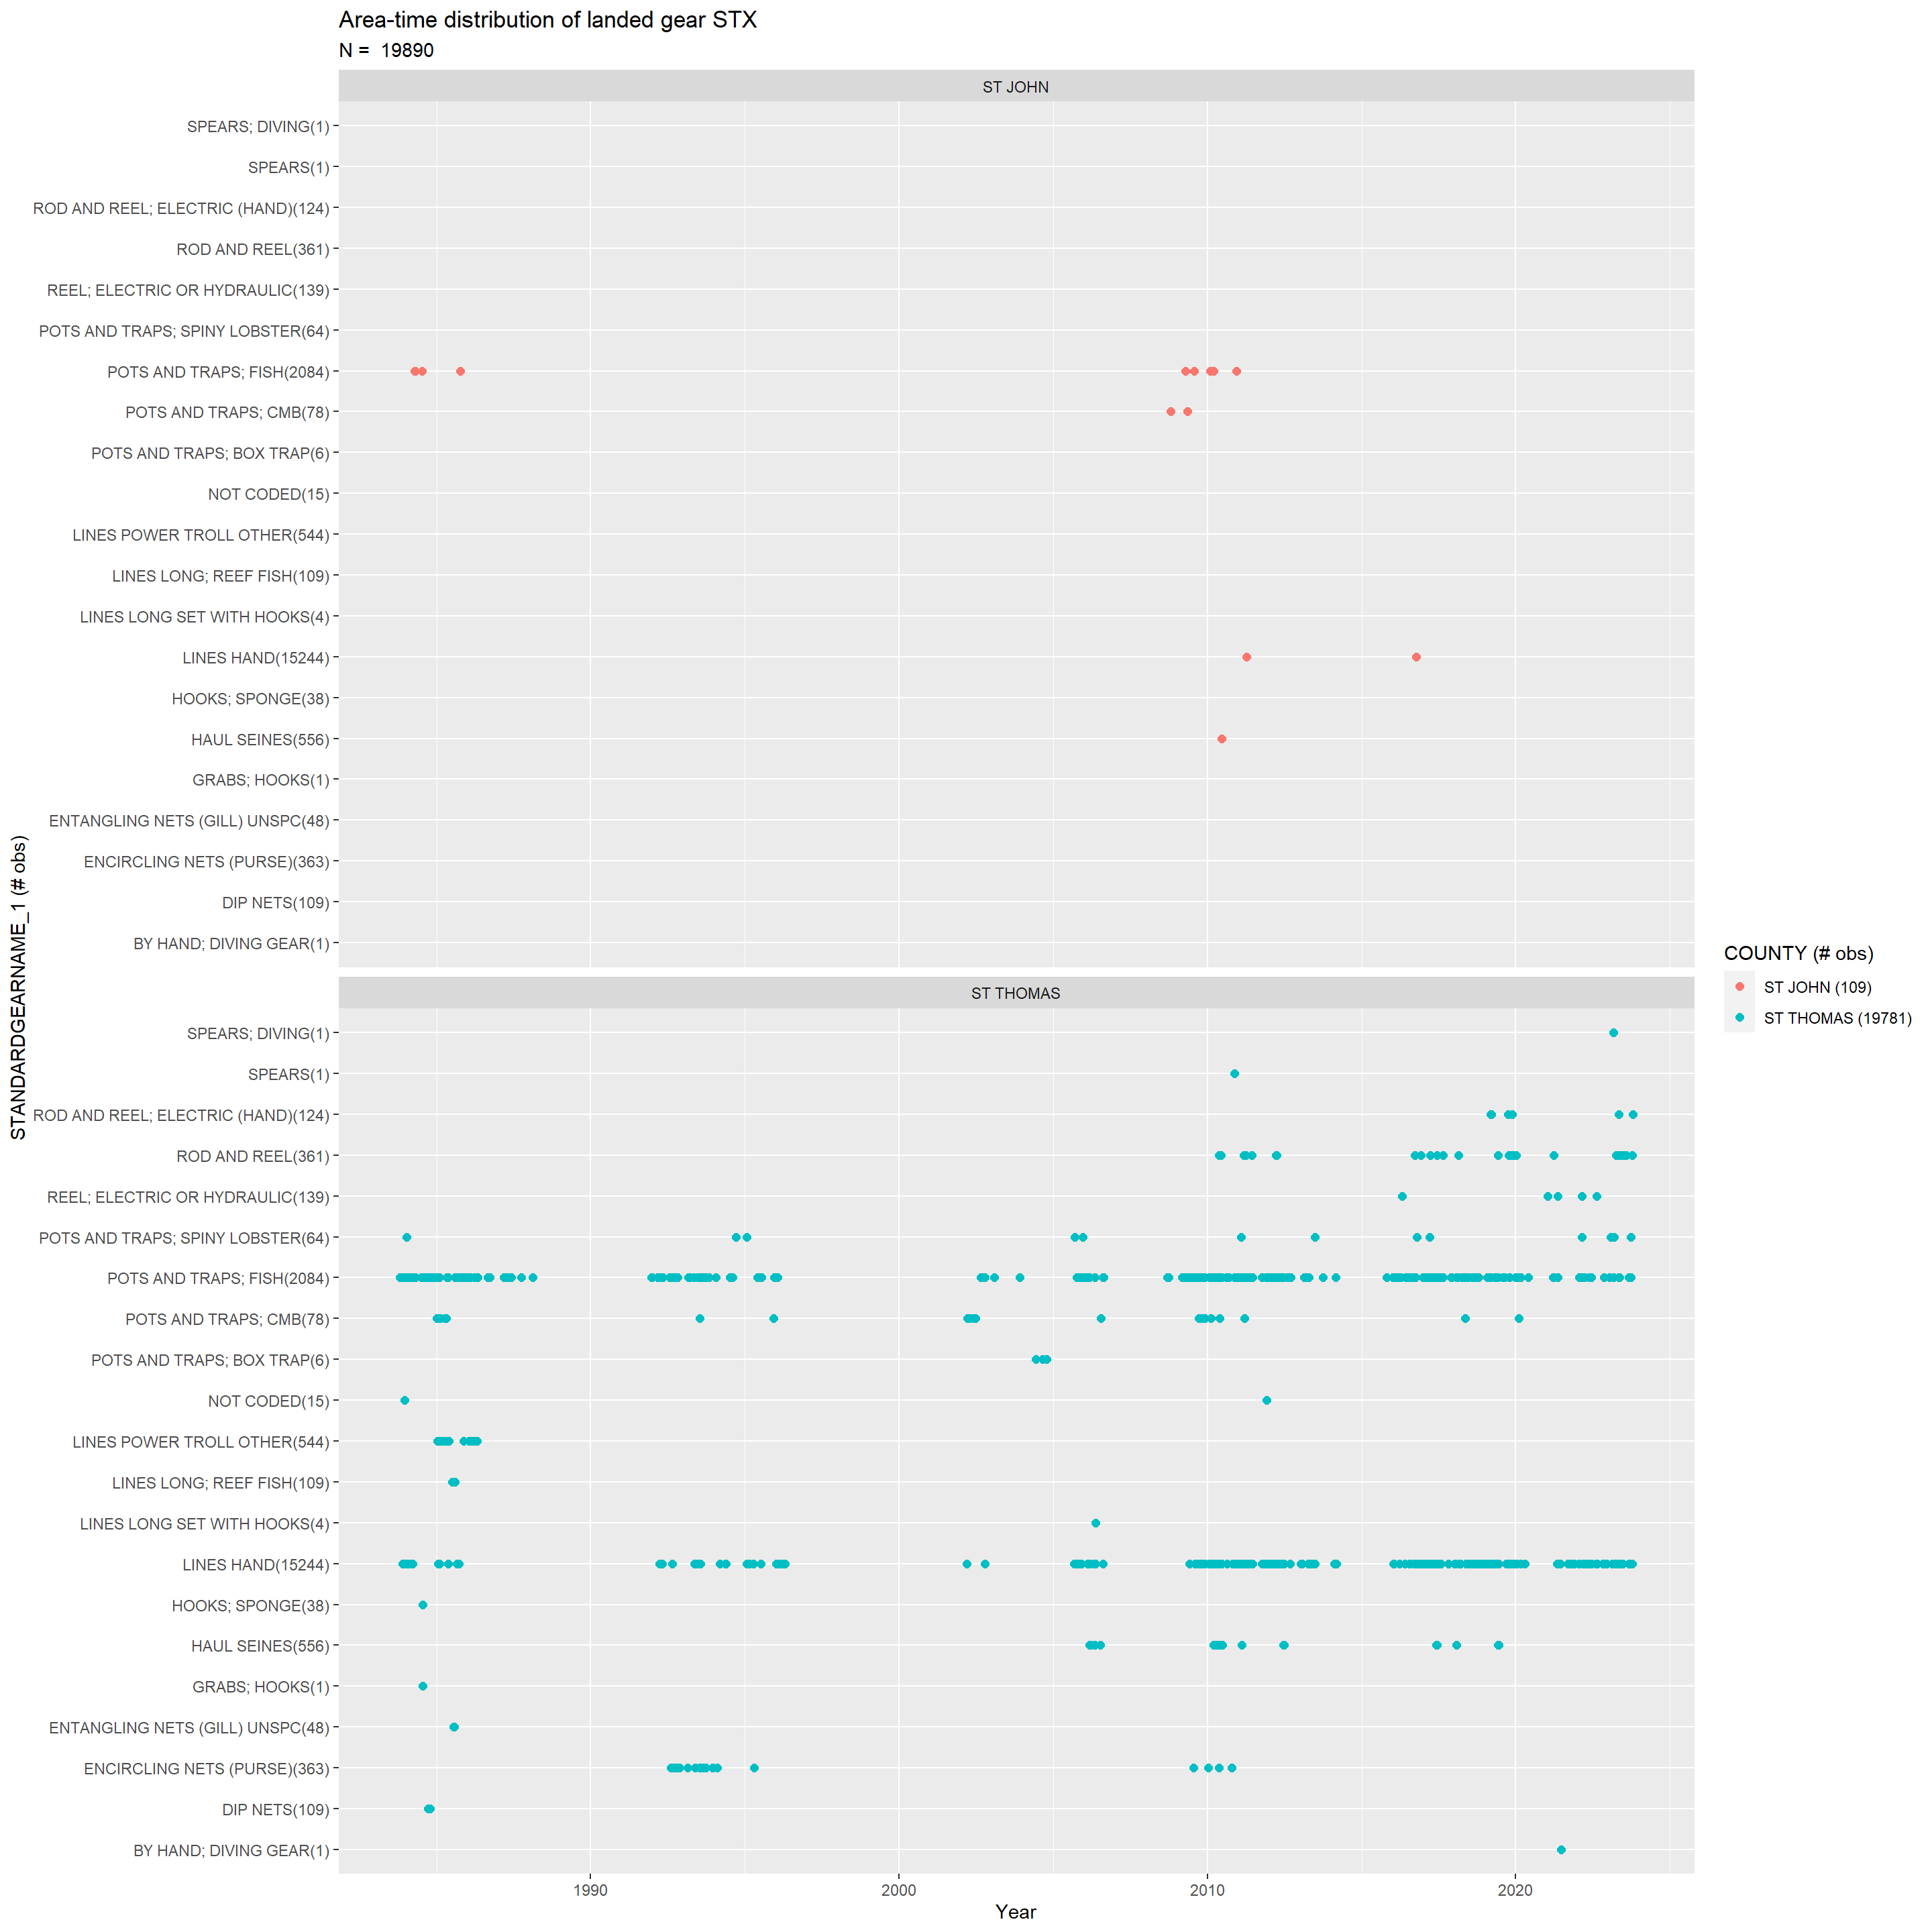 Area-time distribution of landed gear STX
N =  19890
ST JOHN
SPEARS; DIVING(1)
SPEARS(1)
ROD AND REEL; ELECTRIC (HAND)(124)
ROD AND REEL(361)
REEL; ELECTRIC OR HYDRAULIC(139)
POTS AND TRAPS; SPINY LOBSTER(64)
POTS AND TRAPS; FISH(2084)
POTS AND TRAPS; CMB(78)
POTS AND TRAPS; BOX TRAP(6)
NOT CODED(15)
LINES POWER TROLL OTHER(544)
LINES LONG; REEF FISH(109)
LINES LONG SET WITH HOOKS(4)
LINES HAND(15244)
HOOKS; SPONGE(38)
HAUL SEINES(556)
GRABS; HOOKS(1)
ENTANGLING NETS (GILL) UNSPC(48)
ENCIRCLING NETS (PURSE)(363)
DIP NETS(109)
BY HAND; DIVING GEAR(1)
STANDARDGEARNAME_1 (# obs)
ST THOMAS
SPEARS; DIVING(1)
SPEARS(1)
ROD AND REEL; ELECTRIC (HAND)(124)
ROD AND REEL(361)
REEL; ELECTRIC OR HYDRAULIC(139)
POTS AND TRAPS; SPINY LOBSTER(64)
POTS AND TRAPS; FISH(2084)
POTS AND TRAPS; CMB(78)
POTS AND TRAPS; BOX TRAP(6)
NOT CODED(15)
LINES POWER TROLL OTHER(544)
LINES LONG; REEF FISH(109)
LINES LONG SET WITH HOOKS(4)
LINES HAND(15244)
HOOKS; SPONGE(38)
HAUL SEINES(556)
GRABS; HOOKS(1)
ENTANGLING NETS (GILL) UNSPC(48)
ENCIRCLING NETS (PURSE)(363)
DIP NETS(109)
BY HAND; DIVING GEAR(1)
1990 2000 2010 2020
Year
COUNTY (# obs)
ST JOHN (109)
ST THOMAS (19781)